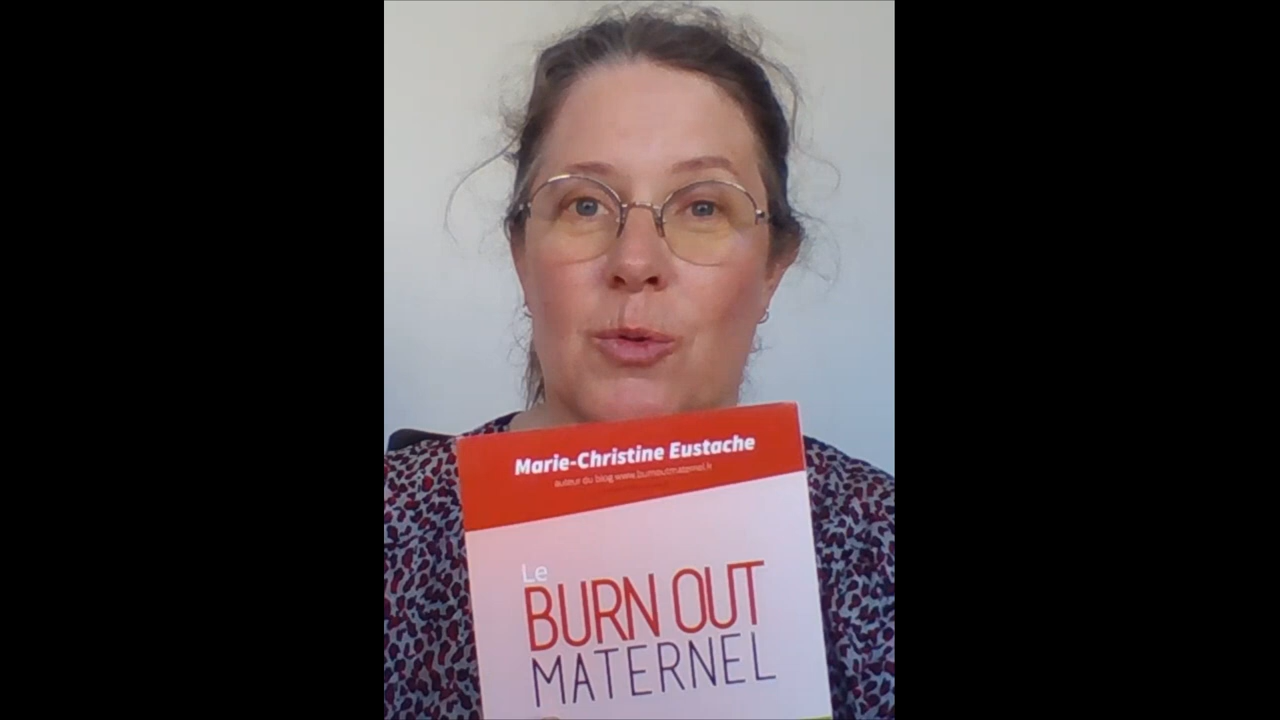 Marie-Christine Eustache
auteur du blog www.burnoutmaternel.fr
Le
BURN OUT
MATERNEL